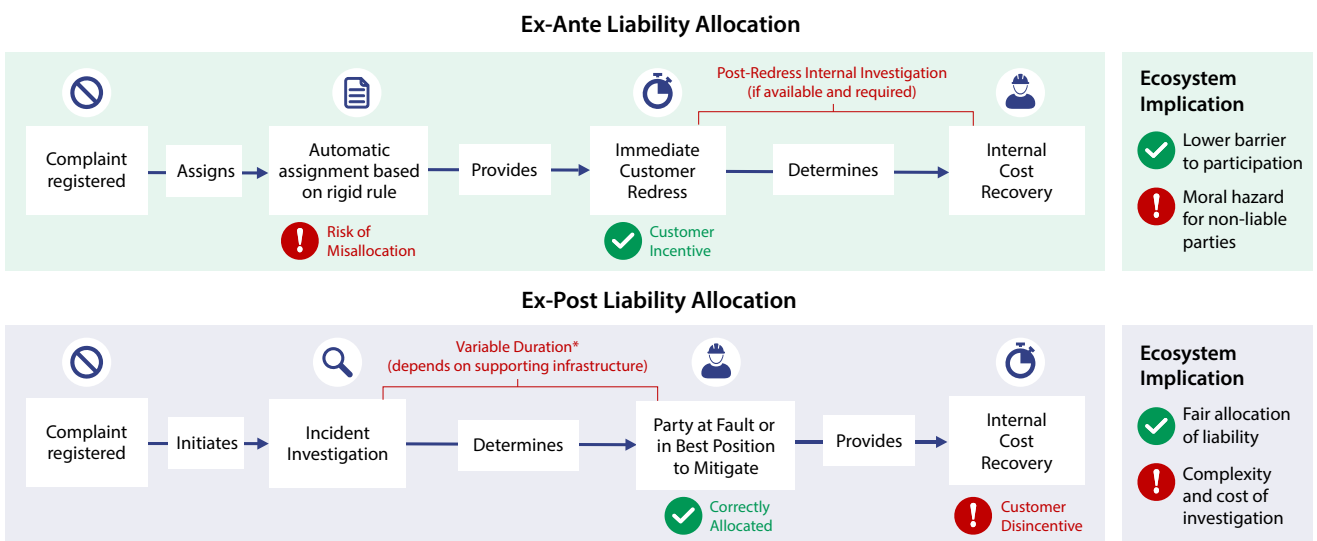 Ex-Ante Liability Allocation
Post-Redress Internal Investigation
(if available and required)
Complaint
registered
Assigns
Automatic
assignment based
on rigid rule
Provides
Immediate
Customer
Redress
Determines
Internal
Cost
Recovery
Risk of
Misallocation
Customer
Incentive
Ecosystem
Implication
Lower barrier
to participation
Moral hazard
for non-liable
parties
Ex-Post Liability Allocation
Variable Duration*
(depends on supporting infrastructure)
Complaint
registered
Initiates
Incident
Investigation
Determines
Party at Fault or
in Best Position
to Mitigate
Provides
Internal
Cost
Recovery
Correctly
Allocated
Customer
Disincentive
Ecosystem
Implication
Fair allocation
of liability
Complexity
and cost of
investigation